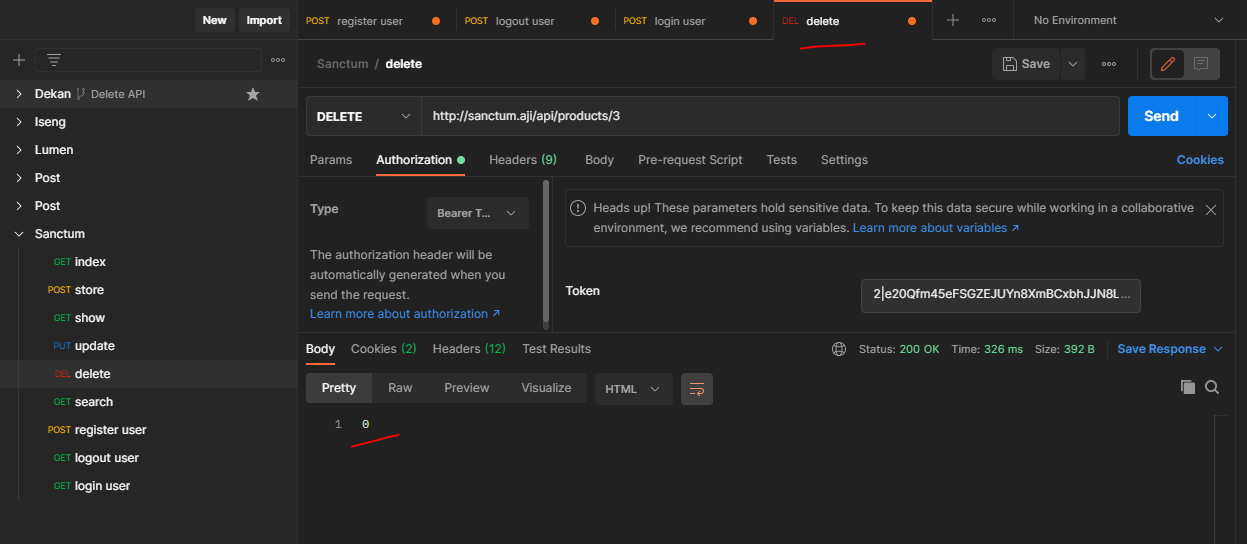 New Import
POST register user
POST logout user
POST login user
DEL delete
No Environment
Sanctum / delete
Save
Dekan Delete API
Iseng
Lumen
Post
Post
Sanctum
GET index
POST store
GET show
PUT update
DEL delete
GET search
POST register user
GET logout user
GET login user
DELETE http://sanctum.aji/api/products/3
Send
Params Authorization Headers (9) Body Pre-request Script Tests Settings Cookies
Type Bearer T...
The authorization header will be
automatically generated when you
send the request.
Learn more about authorization ↗
Heads up! These parameters hold sensitive data. To keep this data secure while working in a collaborative
environment, we recommend using variables. Learn more about variables ↗
Token 2|e20Qfm45eFSGZEJUYn8XmBCxbhJJN8L...
Body Cookies (2) Headers (12) Test Results Status: 200 OK Time: 326 ms Size: 392 B Save Response
Pretty Raw Preview Visualize HTML
1 0